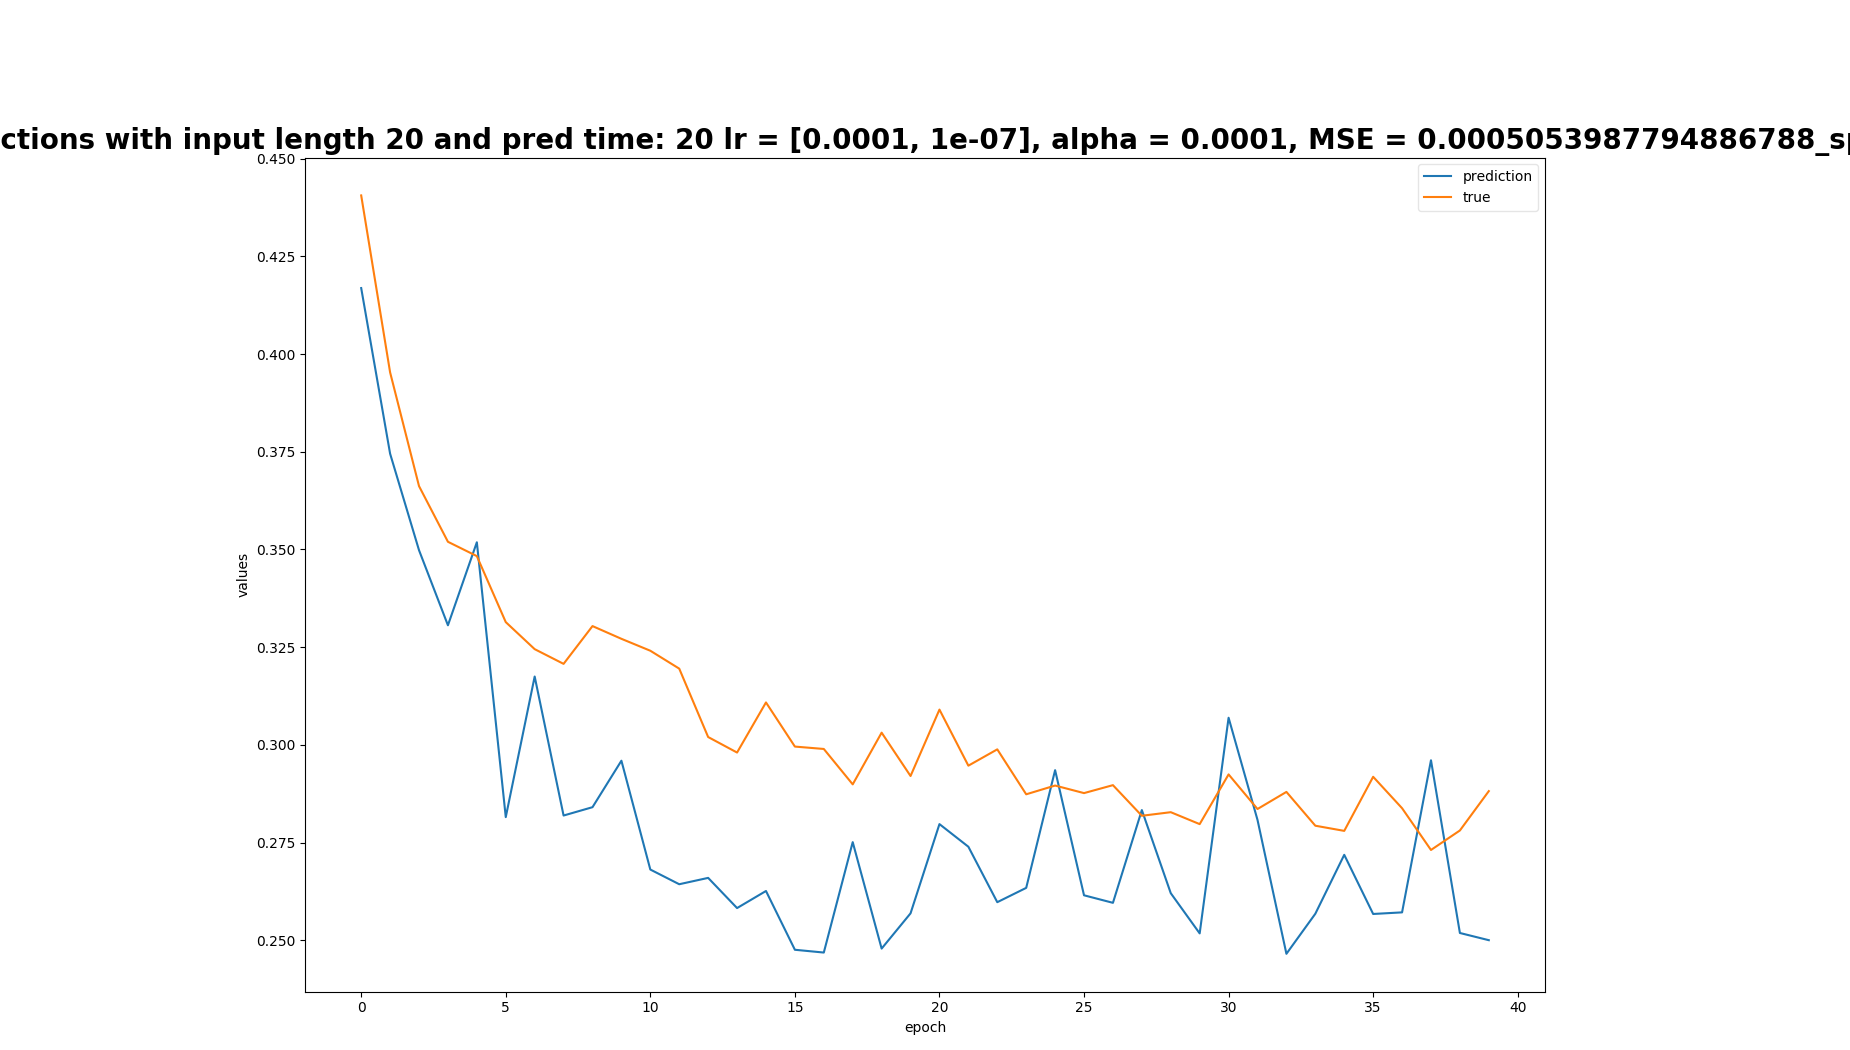 ctions with input length 20 and pred time: 20 lr = [0.0001, 1e-07], alpha = 0.0001, MSE = 0.0005053987794886788_sp
prediction
true
0.450
0.425
0.400
0.375
0.350
0.325
0.300
0.275
0.250
values
0 5 10 15 20 25 30 35 40
epoch